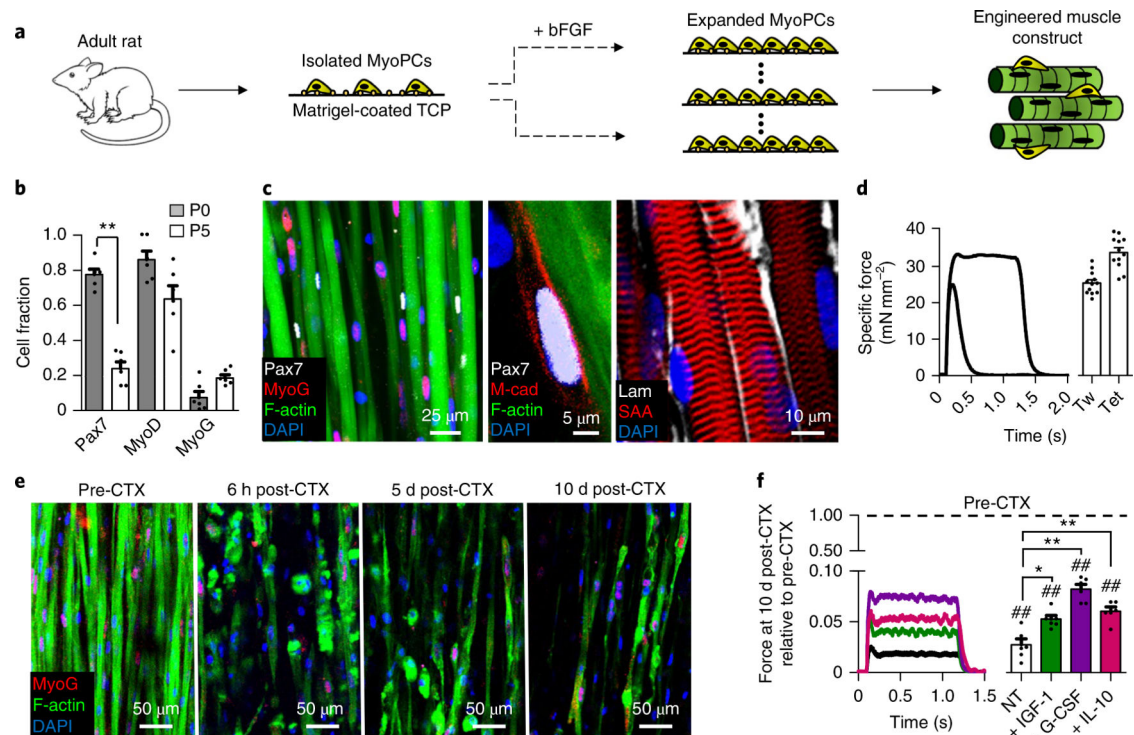 a
Adult rat
Isolated MyoPCs
Matrigel-coated TCP
+ bFGF
Expanded MyoPCs
Engineered muscle
construct
b
P0
P5
**
1.0
0.8
0.6
0.4
0.2
0
Cell fraction
Pax7
MyoD
MyoG
c
Pax7
MyoG
F-actin
DAPI
25 μm
Pax7
M-cad
F-actin
DAPI
5 μm
Lam
SAA
DAPI
10 μm
d
Specific force
(mN mm⁻²)
40
30
20
10
0
0
0.5
1.0
1.5
2.0
Time (s)
Tw
Tet
e
Pre-CTX
6 h post-CTX
5 d post-CTX
10 d post-CTX
MyoG
F-actin
DAPI
50 μm
50 μm
50 μm
50 μm
f
Pre-CTX
Force at 10 d post-CTX
relative to pre-CTX
1.00
0.50
0.10
0.05
0
0
0.5
1.0
1.5
Time (s)
**
**
*
##
##
##
##
NT
+ IGF-1
G-CSF
+ IL-10